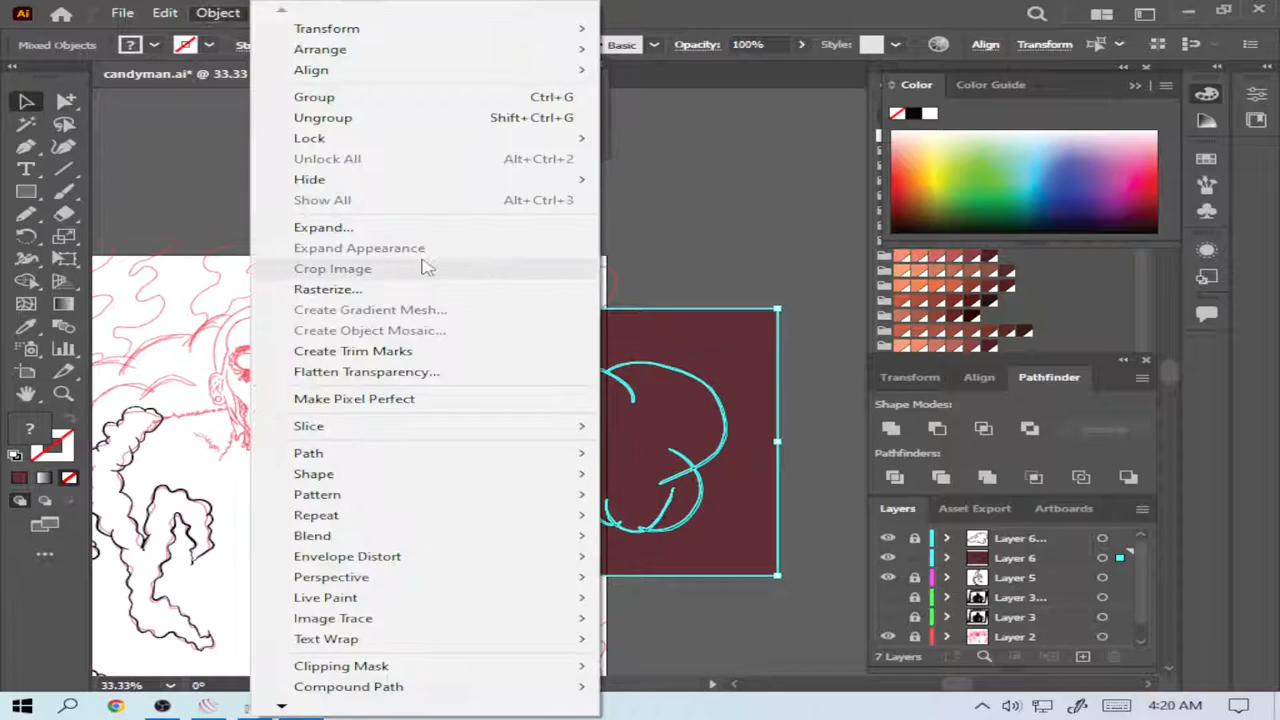 Ai File Edit Object
Mixed Objects ? Basic Opacity: 100% Style: Align Transform
candyman.ai* @ 33.33
Transform
Arrange
Align
Group Ctrl+G
Ungroup Shift+Ctrl+G
Lock
Unlock All Alt+Ctrl+2
Hide
Show All Alt+Ctrl+3
Expand...
Expand Appearance
Crop Image
Rasterize...
Create Gradient Mesh...
Create Object Mosaic...
Create Trim Marks
Flatten Transparency...
Make Pixel Perfect
Slice
Path
Shape
Pattern
Repeat
Blend
Envelope Distort
Perspective
Live Paint
Image Trace
Text Wrap
Clipping Mask
Compound Path
?
Color Color Guide
Transform Align Pathfinder
Shape Modes:
Pathfinders:
Layers Asset Export Artboards
Layer 6...
Layer 6
Layer 5
Layer 3...
Layer 3
Layer 2
7 Layers
33.33% 0°
4:20 AM